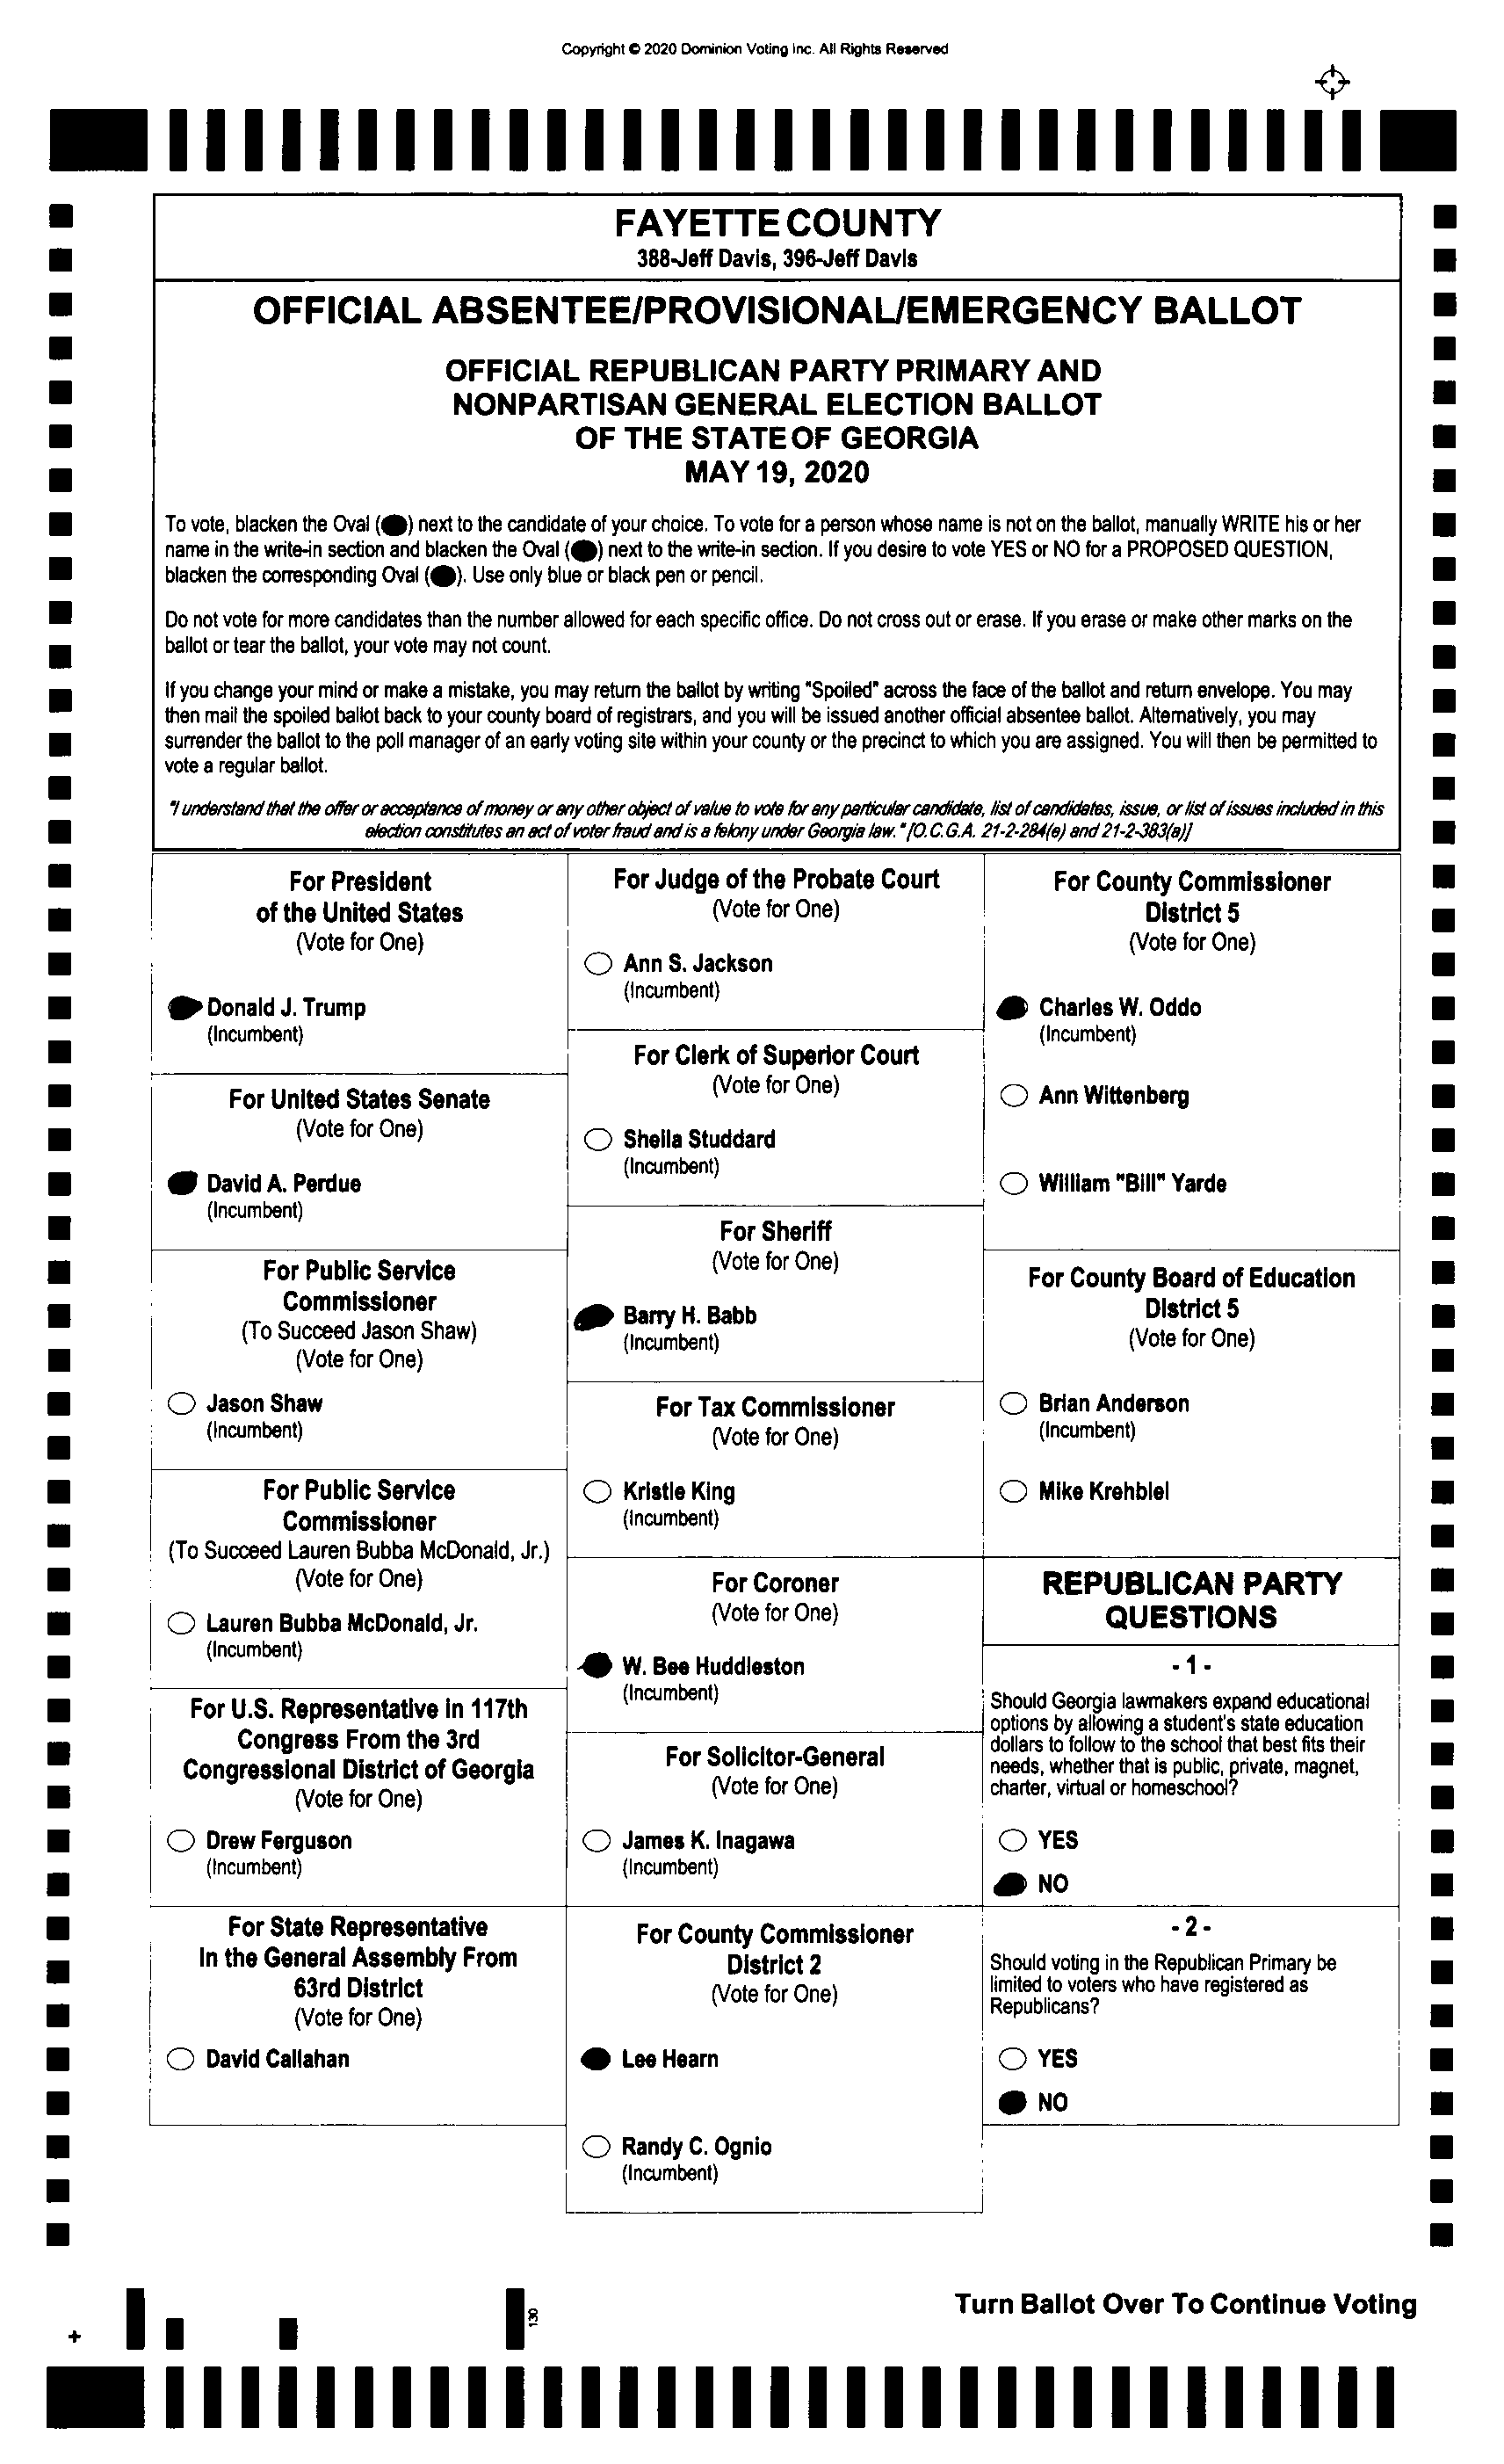 Copyright © 2020 Dominion Voting Inc. All Rights Reserved
FAYETTE COUNTY
388-Jeff Davis, 396-Jeff Davis
OFFICIAL ABSENTEE/PROVISIONAL/EMERGENCY BALLOT
OFFICIAL REPUBLICAN PARTY PRIMARY AND
NONPARTISAN GENERAL ELECTION BALLOT
OF THE STATE OF GEORGIA
MAY 19, 2020
To vote, blacken the Oval (●) next to the candidate of your choice. To vote for a person whose name is not on the ballot, manually WRITE his or her
name in the write-in section and blacken the Oval (●) next to the write-in section. If you desire to vote YES or NO for a PROPOSED QUESTION,
blacken the corresponding Oval (●). Use only blue or black pen or pencil.
Do not vote for more candidates than the number allowed for each specific office. Do not cross out or erase. If you erase or make other marks on the
ballot or tear the ballot, your vote may not count.
If you change your mind or make a mistake, you may return the ballot by writing "Spoiled" across the face of the ballot and return envelope. You may
then mail the spoiled ballot back to your county board of registrars, and you will be issued another official absentee ballot. Alternatively, you may
surrender the ballot to the poll manager of an early voting site within your county or the precinct to which you are assigned. You will then be permitted to
vote a regular ballot.
"I understand that the offer or acceptance of money or any other object of value to vote for any particular candidate, list of candidates, issue, or list of issues included in this
election constitutes an act of voter fraud and is a felony under Georgia law." [O.C.G.A. 21-2-284(e) and 21-2-383(a)]
For President
of the United States
(Vote for One)
Donald J. Trump
(Incumbent)
For United States Senate
(Vote for One)
David A. Perdue
(Incumbent)
For Public Service
Commissioner
(To Succeed Jason Shaw)
(Vote for One)
Jason Shaw
(Incumbent)
For Public Service
Commissioner
(To Succeed Lauren Bubba McDonald, Jr.)
(Vote for One)
Lauren Bubba McDonald, Jr.
(Incumbent)
For U.S. Representative in 117th
Congress From the 3rd
Congressional District of Georgia
(Vote for One)
Drew Ferguson
(Incumbent)
For State Representative
In the General Assembly From
63rd District
(Vote for One)
David Callahan
For Judge of the Probate Court
(Vote for One)
Ann S. Jackson
(Incumbent)
For Clerk of Superior Court
(Vote for One)
Sheila Studdard
(Incumbent)
For Sheriff
(Vote for One)
Barry H. Babb
(Incumbent)
For Tax Commissioner
(Vote for One)
Kristie King
(Incumbent)
For Coroner
(Vote for One)
W. Bee Huddleston
(Incumbent)
For Solicitor-General
(Vote for One)
James K. Inagawa
(Incumbent)
For County Commissioner
District 2
(Vote for One)
Lee Hearn
Randy C. Ognio
(Incumbent)
For County Commissioner
District 5
(Vote for One)
Charles W. Oddo
(Incumbent)
Ann Wittenberg
William "Bill" Yarde
For County Board of Education
District 5
(Vote for One)
Brian Anderson
(Incumbent)
Mike Krehbiel
REPUBLICAN PARTY
QUESTIONS
- 1 -
Should Georgia lawmakers expand educational
options by allowing a student's state education
dollars to follow to the school that best fits their
needs, whether that is public, private, magnet,
charter, virtual or homeschool?
YES
NO
- 2 -
Should voting in the Republican Primary be
limited to voters who have registered as
Republicans?
YES
NO
Turn Ballot Over To Continue Voting
130
+